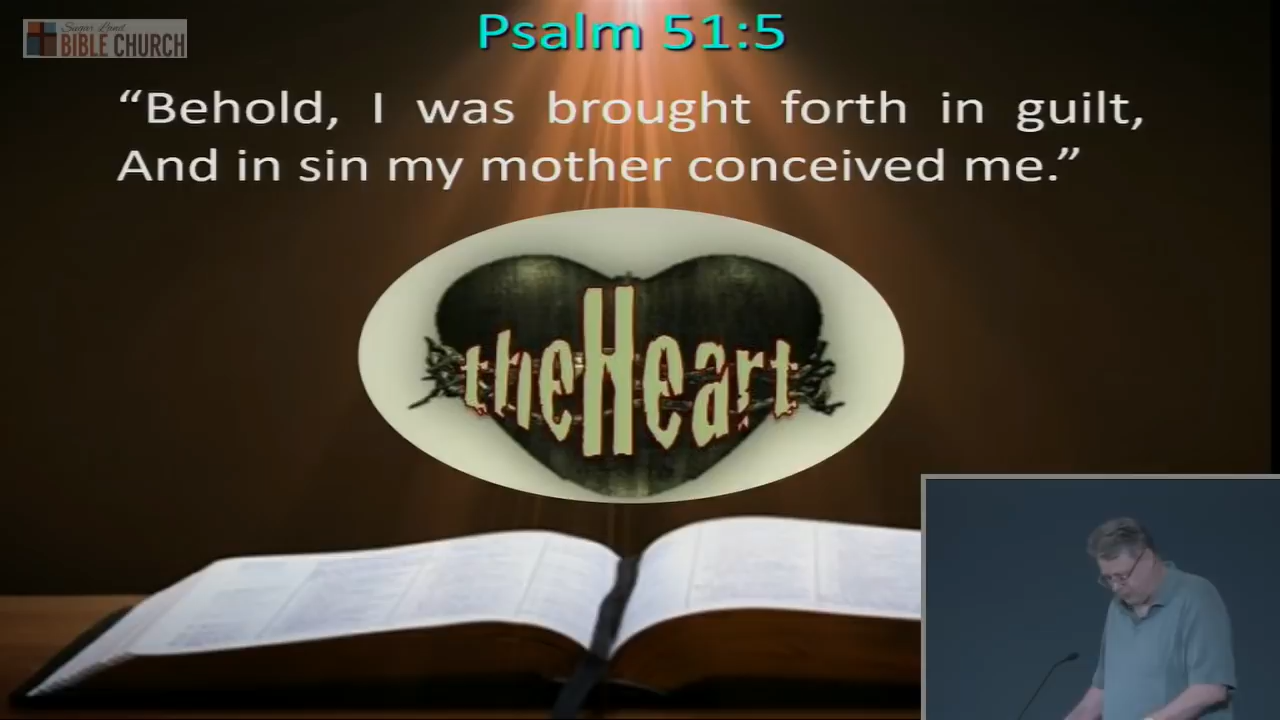 Sugar Land
BIBLE CHURCH
Psalm 51:5
“Behold, I was brought forth in guilt,
And in sin my mother conceived me.”
theHeart